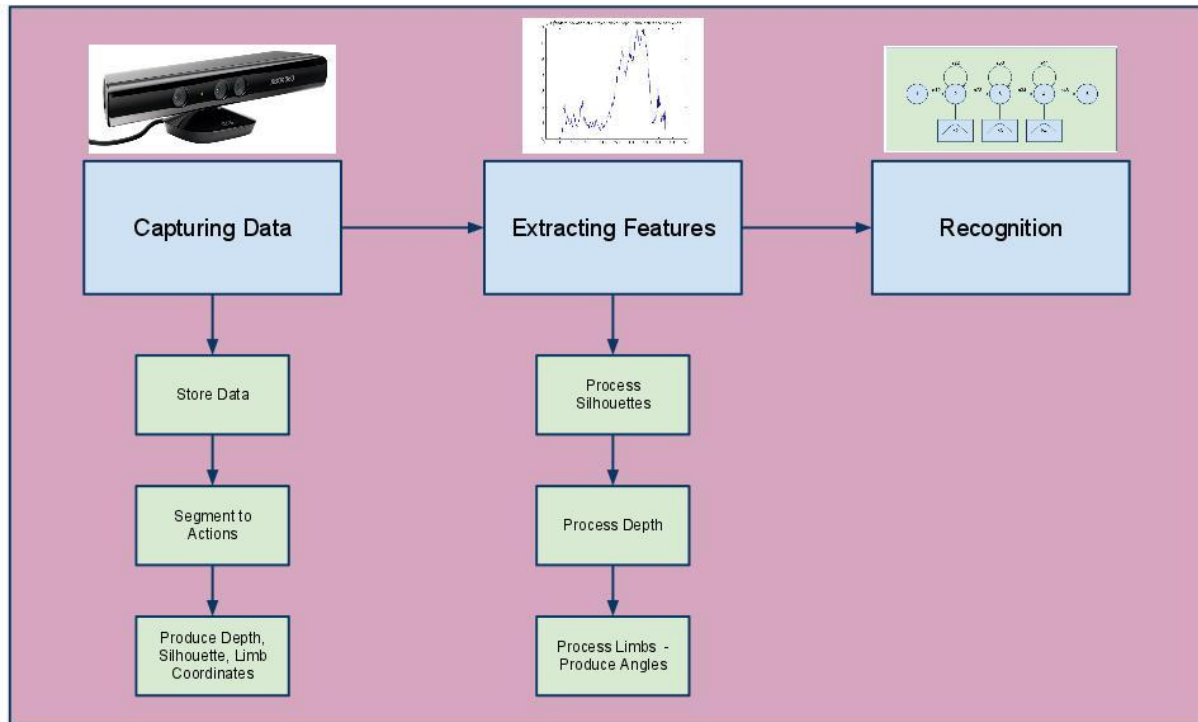 Capturing Data
Extracting Features
Recognition
Store Data
Segment to
Actions
Produce Depth,
Silhouette, Limb
Coordinates
Process
Silhouettes
Process Depth
Process Limbs -
Produce Angles